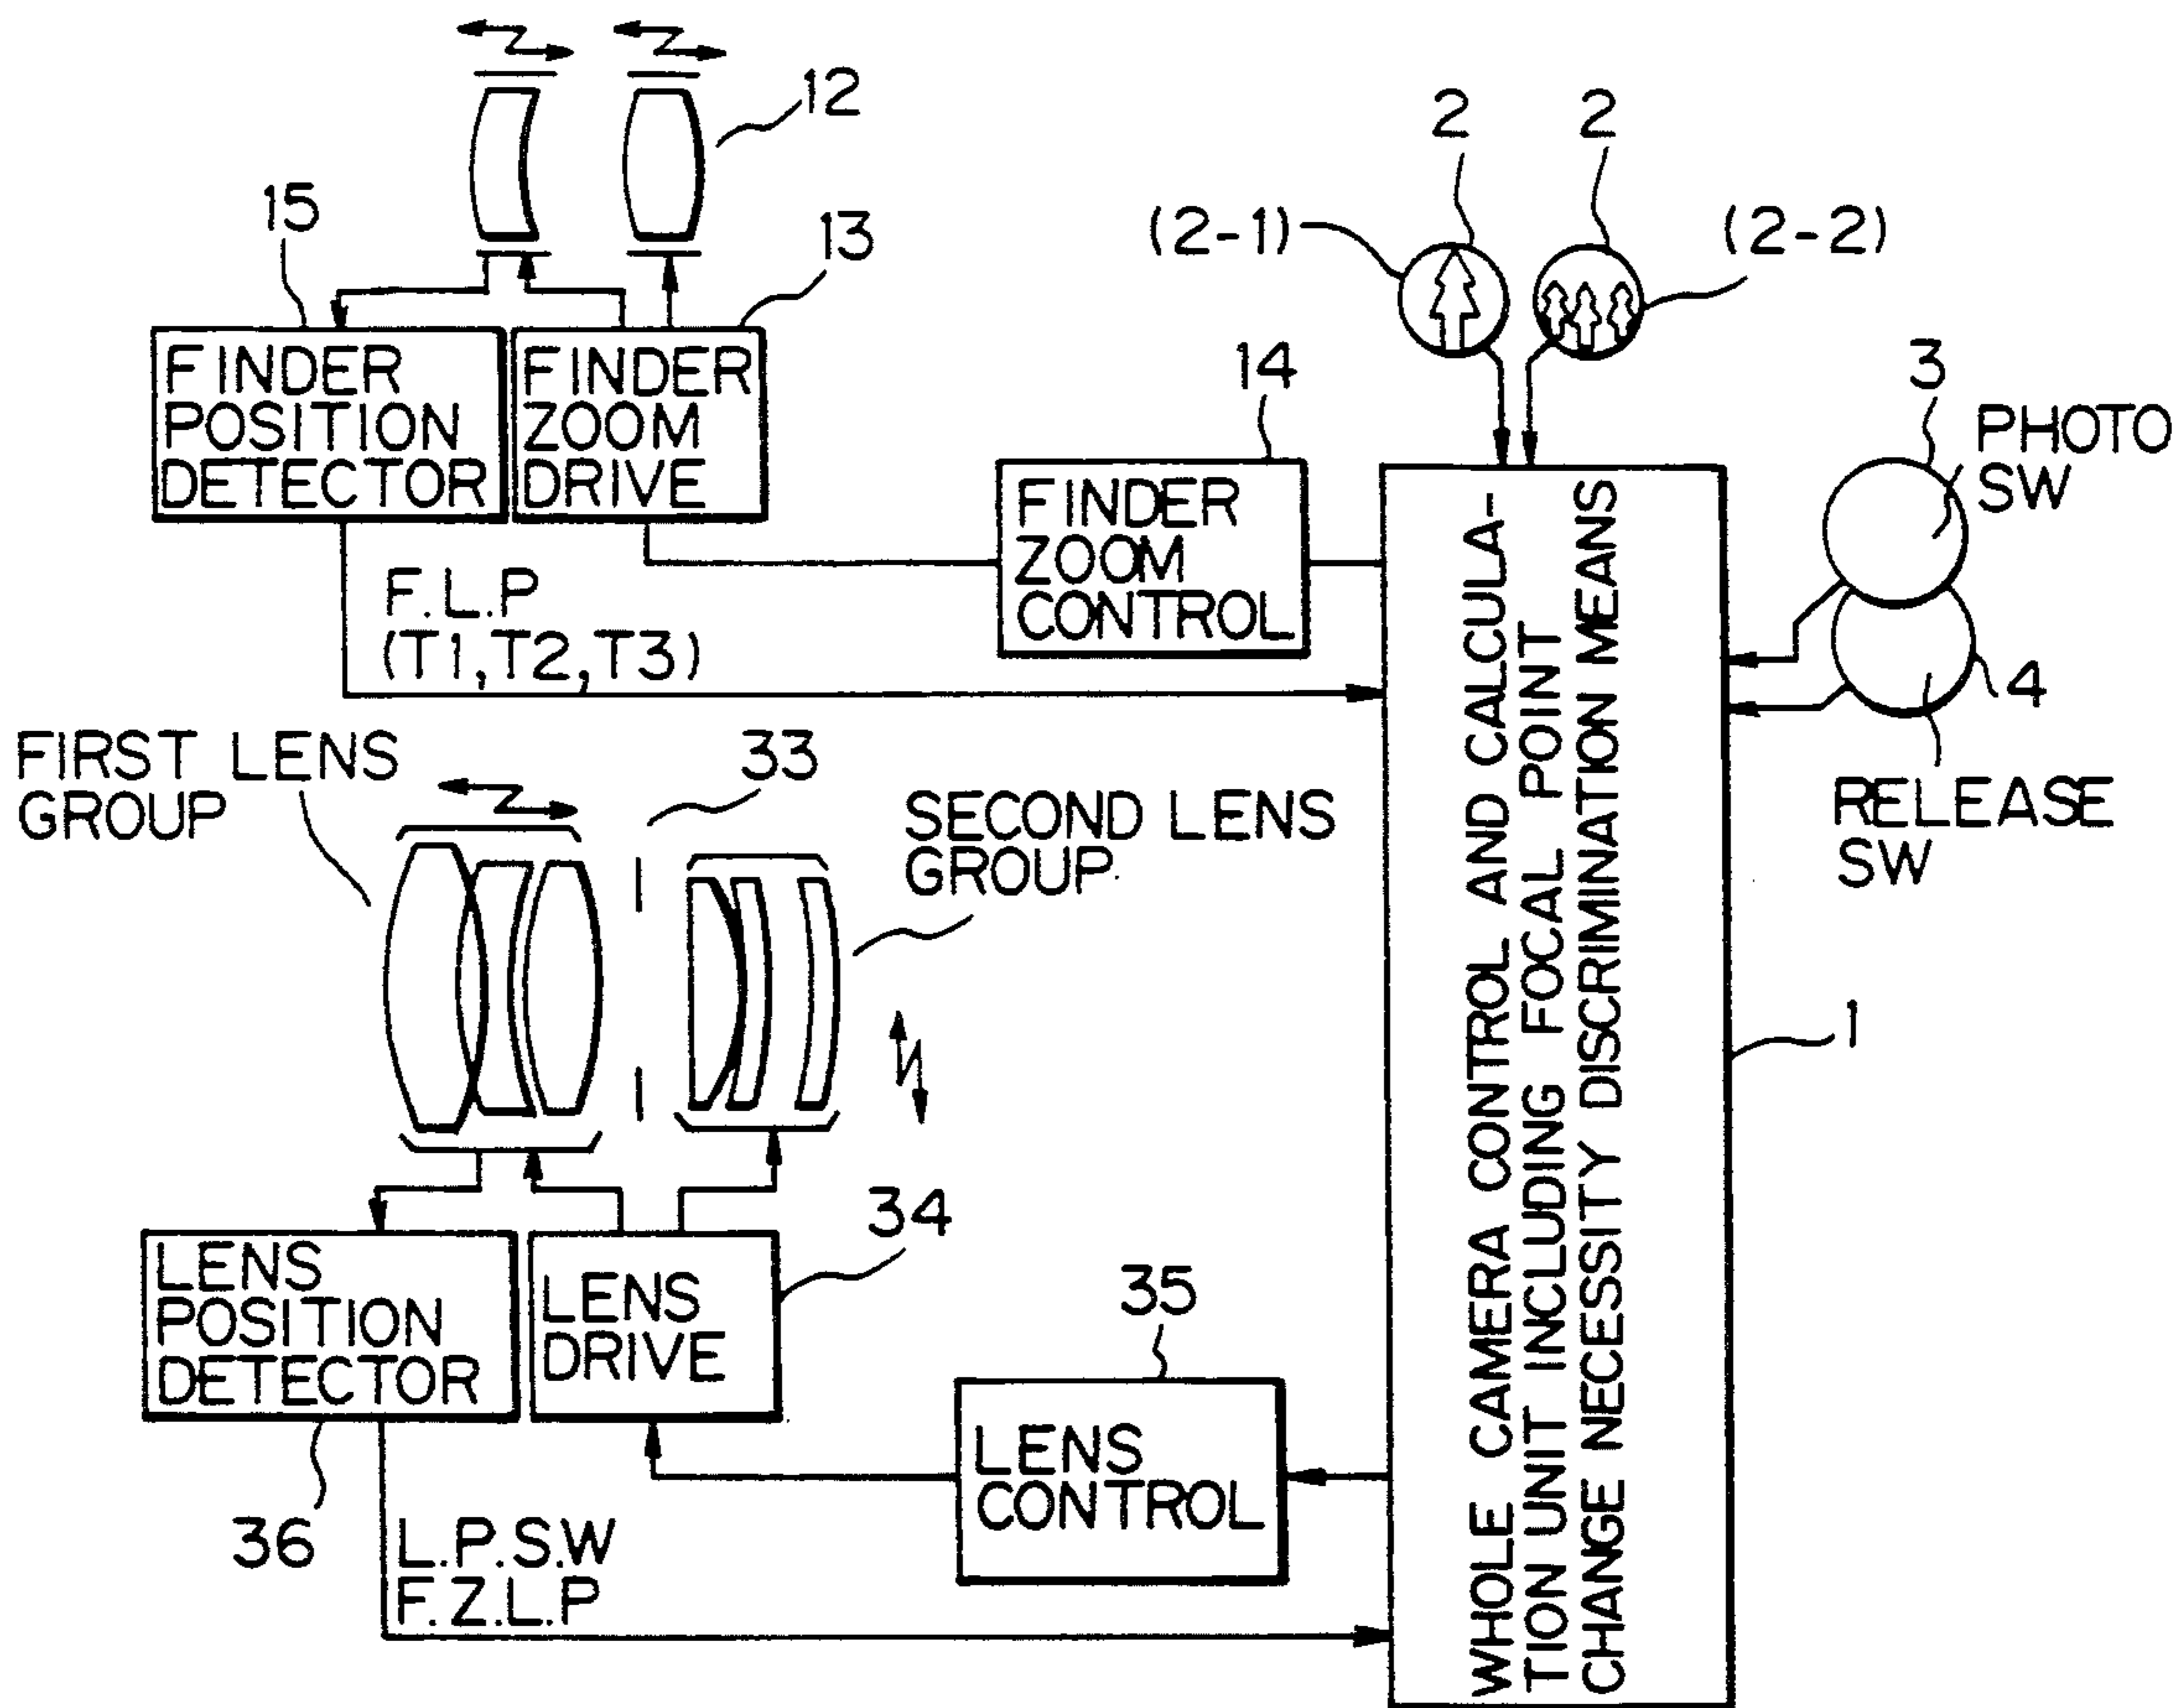 12
2
2
15
13
(2-1)
(2-2)
FINDER
POSITION
DETECTOR
FINDER
ZOOM
DRIVE
14
3
PHOTO
SW
FINDER
ZOOM
CONTROL
F.L.P
(T1,T2,T3)
4
RELEASE
SW
FIRST LENS
GROUP
33
SECOND LENS
GROUP
WHOLE CAMERA CONTROL AND CALCULA-
TION UNIT INCLUDING FOCAL POINT
CHANGE NECESSITY DISCRIMINATION MEANS
1
34
LENS
POSITION
DETECTOR
LENS
DRIVE
35
LENS
CONTROL
36
L.P.S.W
F.Z.L.P